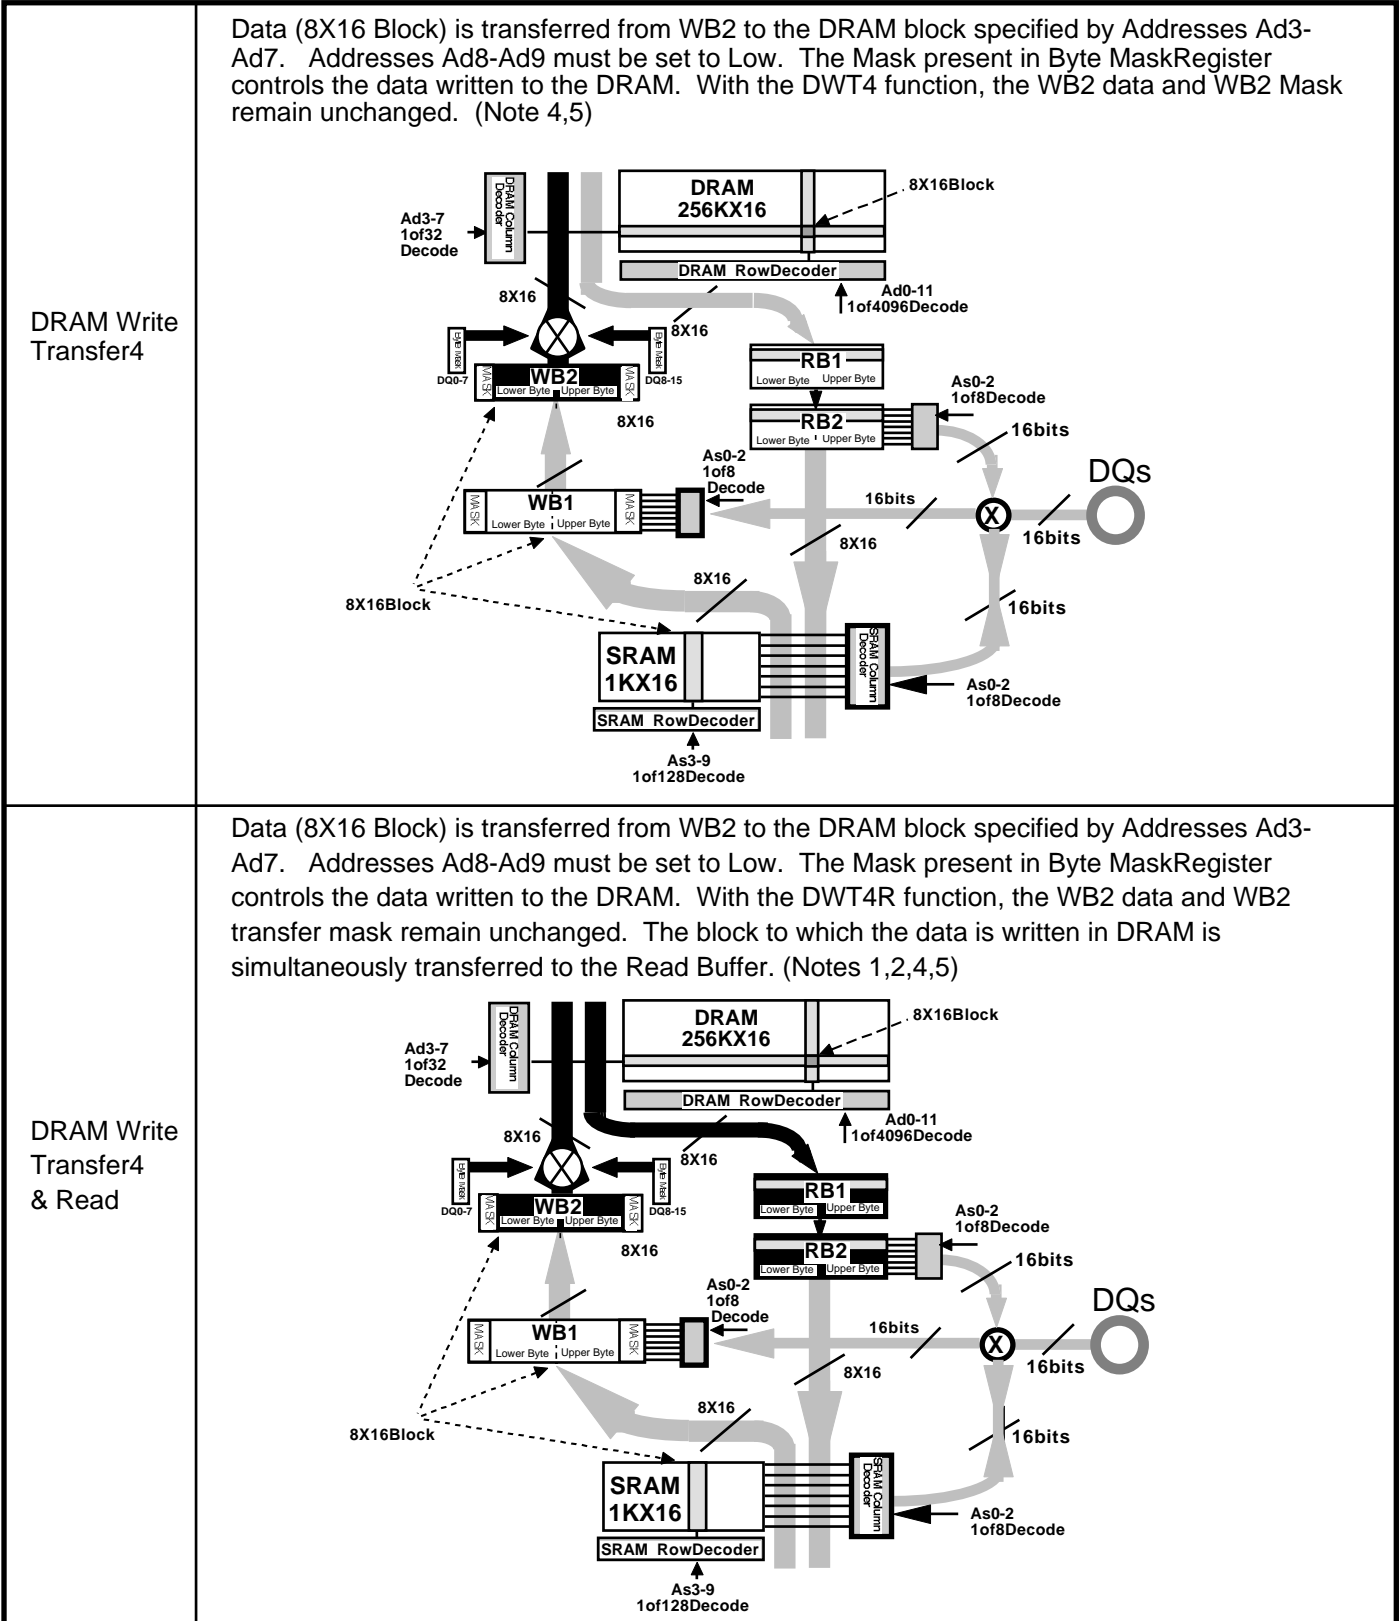 Data (8X16 Block) is transferred from WB2 to the DRAM block specified by Addresses Ad3-
Ad7. Addresses Ad8-Ad9 must be set to Low. The Mask present in Byte MaskRegister
controls the data written to the DRAM. With the DWT4 function, the WB2 data and WB2 Mask
remain unchanged. (Note 4,5)
DRAM Write
Transfer4
DRAM Column
Decoder
Ad3-7
1of32
Decode
DRAM
256KX16
8X16Block
DRAM RowDecoder
Ad0-11
1of4096Decode
8X16
8X16
Byte Mask
DQ0-7
Byte Mask
DQ8-15
MASK
WB2
Lower Byte
Upper Byte
MASK
8X16
RB1
Lower Byte
Upper Byte
RB2
Lower Byte
Upper Byte
As0-2
1of8Decode
16bits
As0-2
1of8
Decode
MASK
WB1
Lower Byte
Upper Byte
MASK
16bits
X
16bits
DQs
8X16
8X16
8X16Block
16bits
SRAM
1KX16
SRAM Column
Decoder
As0-2
1of8Decode
SRAM RowDecoder
As3-9
1of128Decode
Data (8X16 Block) is transferred from WB2 to the DRAM block specified by Addresses Ad3-
Ad7. Addresses Ad8-Ad9 must be set to Low. The Mask present in Byte MaskRegister
controls the data written to the DRAM. With the DWT4R function, the WB2 data and WB2
transfer mask remain unchanged. The block to which the data is written in DRAM is
simultaneously transferred to the Read Buffer. (Notes 1,2,4,5)
DRAM Write
Transfer4
& Read
DRAM Column
Decoder
Ad3-7
1of32
Decode
DRAM
256KX16
8X16Block
DRAM RowDecoder
Ad0-11
1of4096Decode
8X16
8X16
Byte Mask
DQ0-7
Byte Mask
DQ8-15
MASK
WB2
Lower Byte
Upper Byte
MASK
8X16
RB1
Lower Byte
Upper Byte
RB2
Lower Byte
Upper Byte
As0-2
1of8Decode
16bits
As0-2
1of8
Decode
MASK
WB1
Lower Byte
Upper Byte
MASK
16bits
X
16bits
DQs
8X16
8X16
8X16Block
16bits
SRAM
1KX16
SRAM Column
Decoder
As0-2
1of8Decode
SRAM RowDecoder
As3-9
1of128Decode